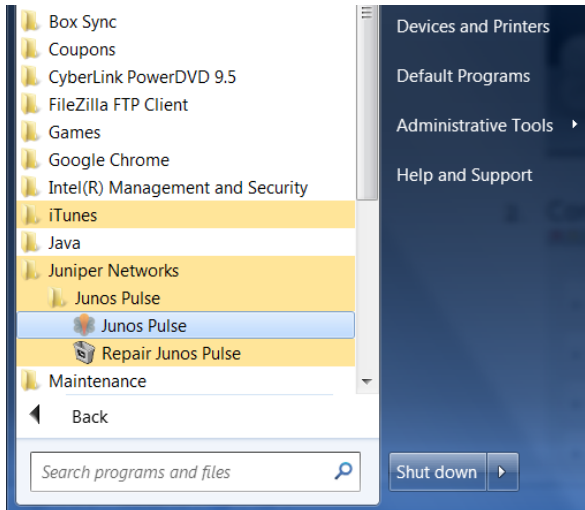 Box Sync
Coupons
CyberLink PowerDVD 9.5
FileZilla FTP Client
Games
Google Chrome
Intel(R) Management and Security
iTunes
Java
Juniper Networks
Junos Pulse
Junos Pulse
Repair Junos Pulse
Maintenance
Back
Search programs and files
Devices and Printers
Default Programs
Administrative Tools
Help and Support
Shut down